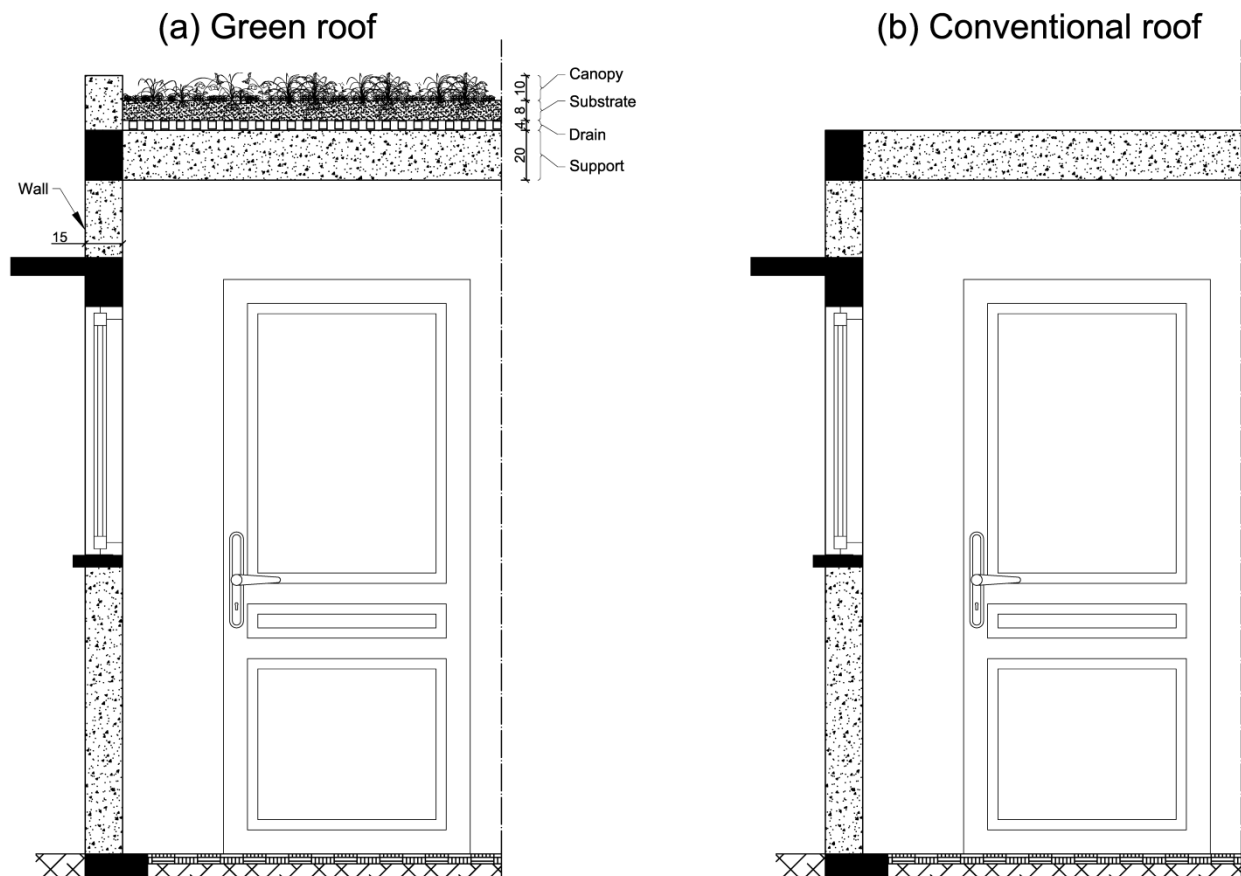 (a) Green roof
(b) Conventional roof
10
Canopy
8
Substrate
4
Drain
20
Support
Wall
15